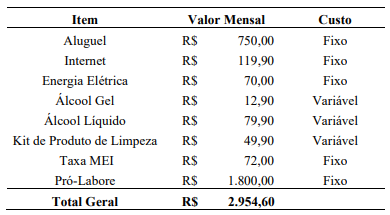 Item Valor Mensal Custo
Aluguel R$ 750,00 Fixo
Internet R$ 119,90 Fixo
Energia Elétrica R$ 70,00 Fixo
Álcool Gel R$ 12,90 Variável
Álcool Líquido R$ 79,90 Variável
Kit de Produto de Limpeza R$ 49,90 Variável
Taxa MEI R$ 72,00 Fixo
Pró-Labore R$ 1.800,00 Fixo
Total Geral R$ 2.954,60